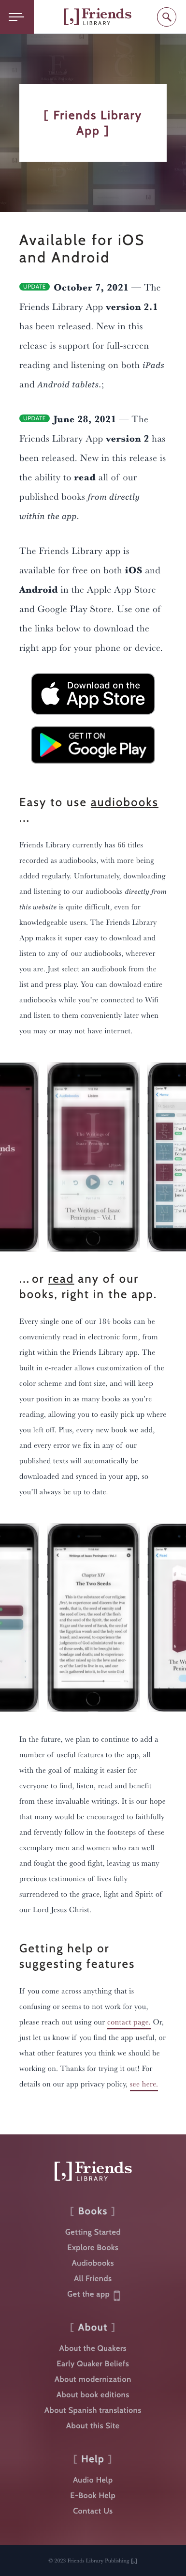 [,] Friends
LIBRARY
[ Friends Library
App ]
Available for iOS
and Android
UPDATE October 7, 2021 — The
Friends Library App version 2.1
has been released. New in this
release is support for full-screen
reading and listening on both iPads
and Android tablets.;
UPDATE June 28, 2021 — The
Friends Library App version 2 has
been released. New in this release is
the ability to read all of our
published books from directly
within the app.
The Friends Library app is
available for free on both iOS and
Android in the Apple App Store
and Google Play Store. Use one of
the links below to download the
right app for your phone or device.
Download on the
App Store
GET IT ON
Google Play
Easy to use audiobooks
...
Friends Library currently has 66 titles
recorded as audiobooks, with more being
added regularly. Unfortunately, downloading
and listening to our audiobooks directly from
this website is quite difficult, even for
knowledgeable users. The Friends Library
App makes it super easy to download and
listen to any of our audiobooks, wherever
you are. Just select an audiobook from the
list and press play. You can download entire
audiobooks while you’re connected to Wifi
and listen to them conveniently later when
you may or may not have internet.
The Writings of Isaac
Penington – Vol. 1
...or read any of our
books, right in the app.
Every single one of our 184 books can be
conveniently read in electronic form, from
right within the Friends Library app. The
built in e-reader allows customization of the
color scheme and font size, and will keep
your position in as many books as you’re
reading, allowing you to easily pick up where
you left off. Plus, every new book we add,
and every error we fix in any of our
published texts will automatically be
downloaded and synced in your app, so
you’ll always be up to date.
Chapter XIV
The Two Seeds
In the future, we plan to continue to add a
number of useful features to the app, all
with the goal of making it easier for
everyone to find, listen, read and benefit
from these invaluable writings. It is our hope
that many would be encouraged to faithfully
and fervently follow in the footsteps of these
exemplary men and women who ran well
and fought the good fight, leaving us many
precious testimonies of lives fully
surrendered to the grace, light and Spirit of
our Lord Jesus Christ.
Getting help or
suggesting features
If you come across anything that is
confusing or seems to not work for you,
please reach out using our contact page. Or,
just let us know if you find the app useful, or
what other features you think we should be
working on. Thanks for trying it out! For
details on our app privacy policy, see here.
[,] Friends
LIBRARY
[ Books ]
Getting Started
Explore Books
Audiobooks
All Friends
Get the app
[ About ]
About the Quakers
Early Quaker Beliefs
About modernization
About book editions
About Spanish translations
About this Site
[ Help ]
Audio Help
E-Book Help
Contact Us
© 2023 Friends Library Publishing [,]